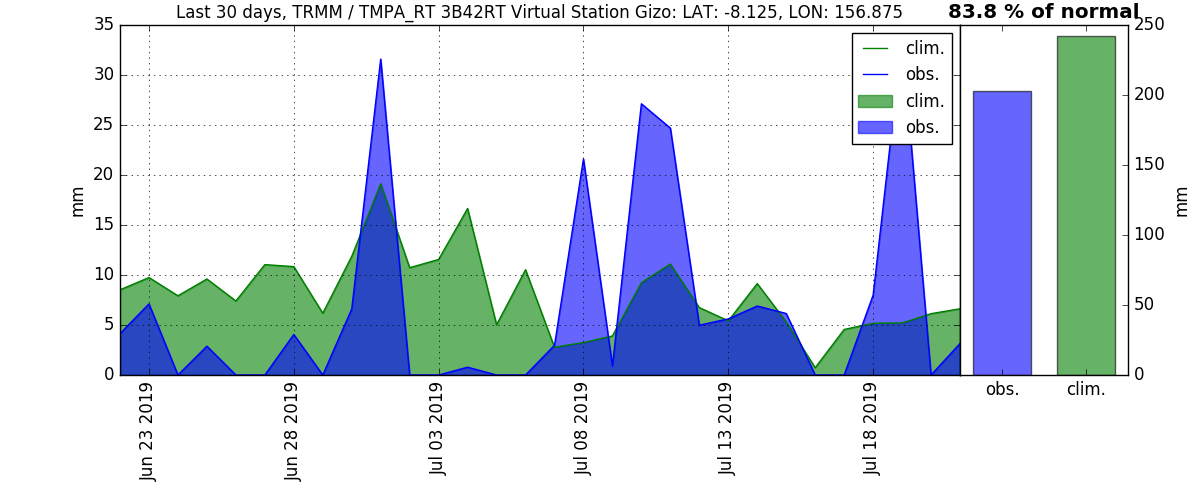 Last 30 days, TRMM / TMPA_RT 3B42RT Virtual Station Gizo: LAT: -8.125, LON: 156.875
83.8 % of normal
35
30
25
20
15
10
5
0
mm
clim.
obs.
clim.
obs.
Jun 23 2019
Jun 28 2019
Jul 03 2019
Jul 08 2019
Jul 13 2019
Jul 18 2019
250
200
150
100
50
0
mm
obs.
clim.